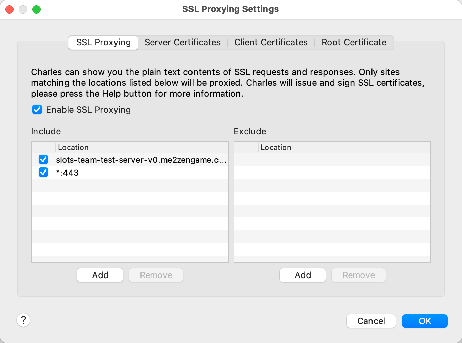 SSL Proxying Settings
SSL Proxying
Server Certificates
Client Certificates
Root Certificate
Charles can show you the plain text contents of SSL requests and responses. Only sites
matching the locations listed below will be proxied. Charles will issue and sign SSL certificates,
please press the Help button for more information.
Enable SSL Proxying
Include
Exclude
Location
Location
slots-team-test-server-v0.me2zengame.c...
*:443
Add
Remove
Add
Remove
?
Cancel
OK